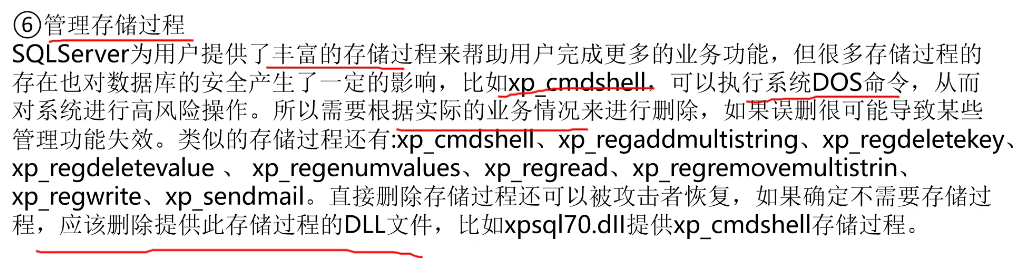 ⑥管理存储过程
SQLServer为用户提供了丰富的存储过程来帮助用户完成更多的业务功能，但很多存储过程的
存在也对数据库的安全产生了一定的影响，比如xp_cmdshell，可以执行系统DOS命令，从而
对系统进行高风险操作。所以需要根据实际的业务情况来进行删除，如果误删很可能导致某些
管理功能失效。类似的存储过程还有:xp_cmdshell、xp_regaddmultistring、xp_regdeletekey、
xp_regdeletevalue 、 xp_regenumvalues、xp_regread、xp_regremovemultistrin、
xp_regwrite、xp_sendmail。直接删除存储过程还可以被攻击者恢复，如果确定不需要存储过
程，应该删除提供此存储过程的DLL文件，比如xpsql70.dll提供xp_cmdshell存储过程。